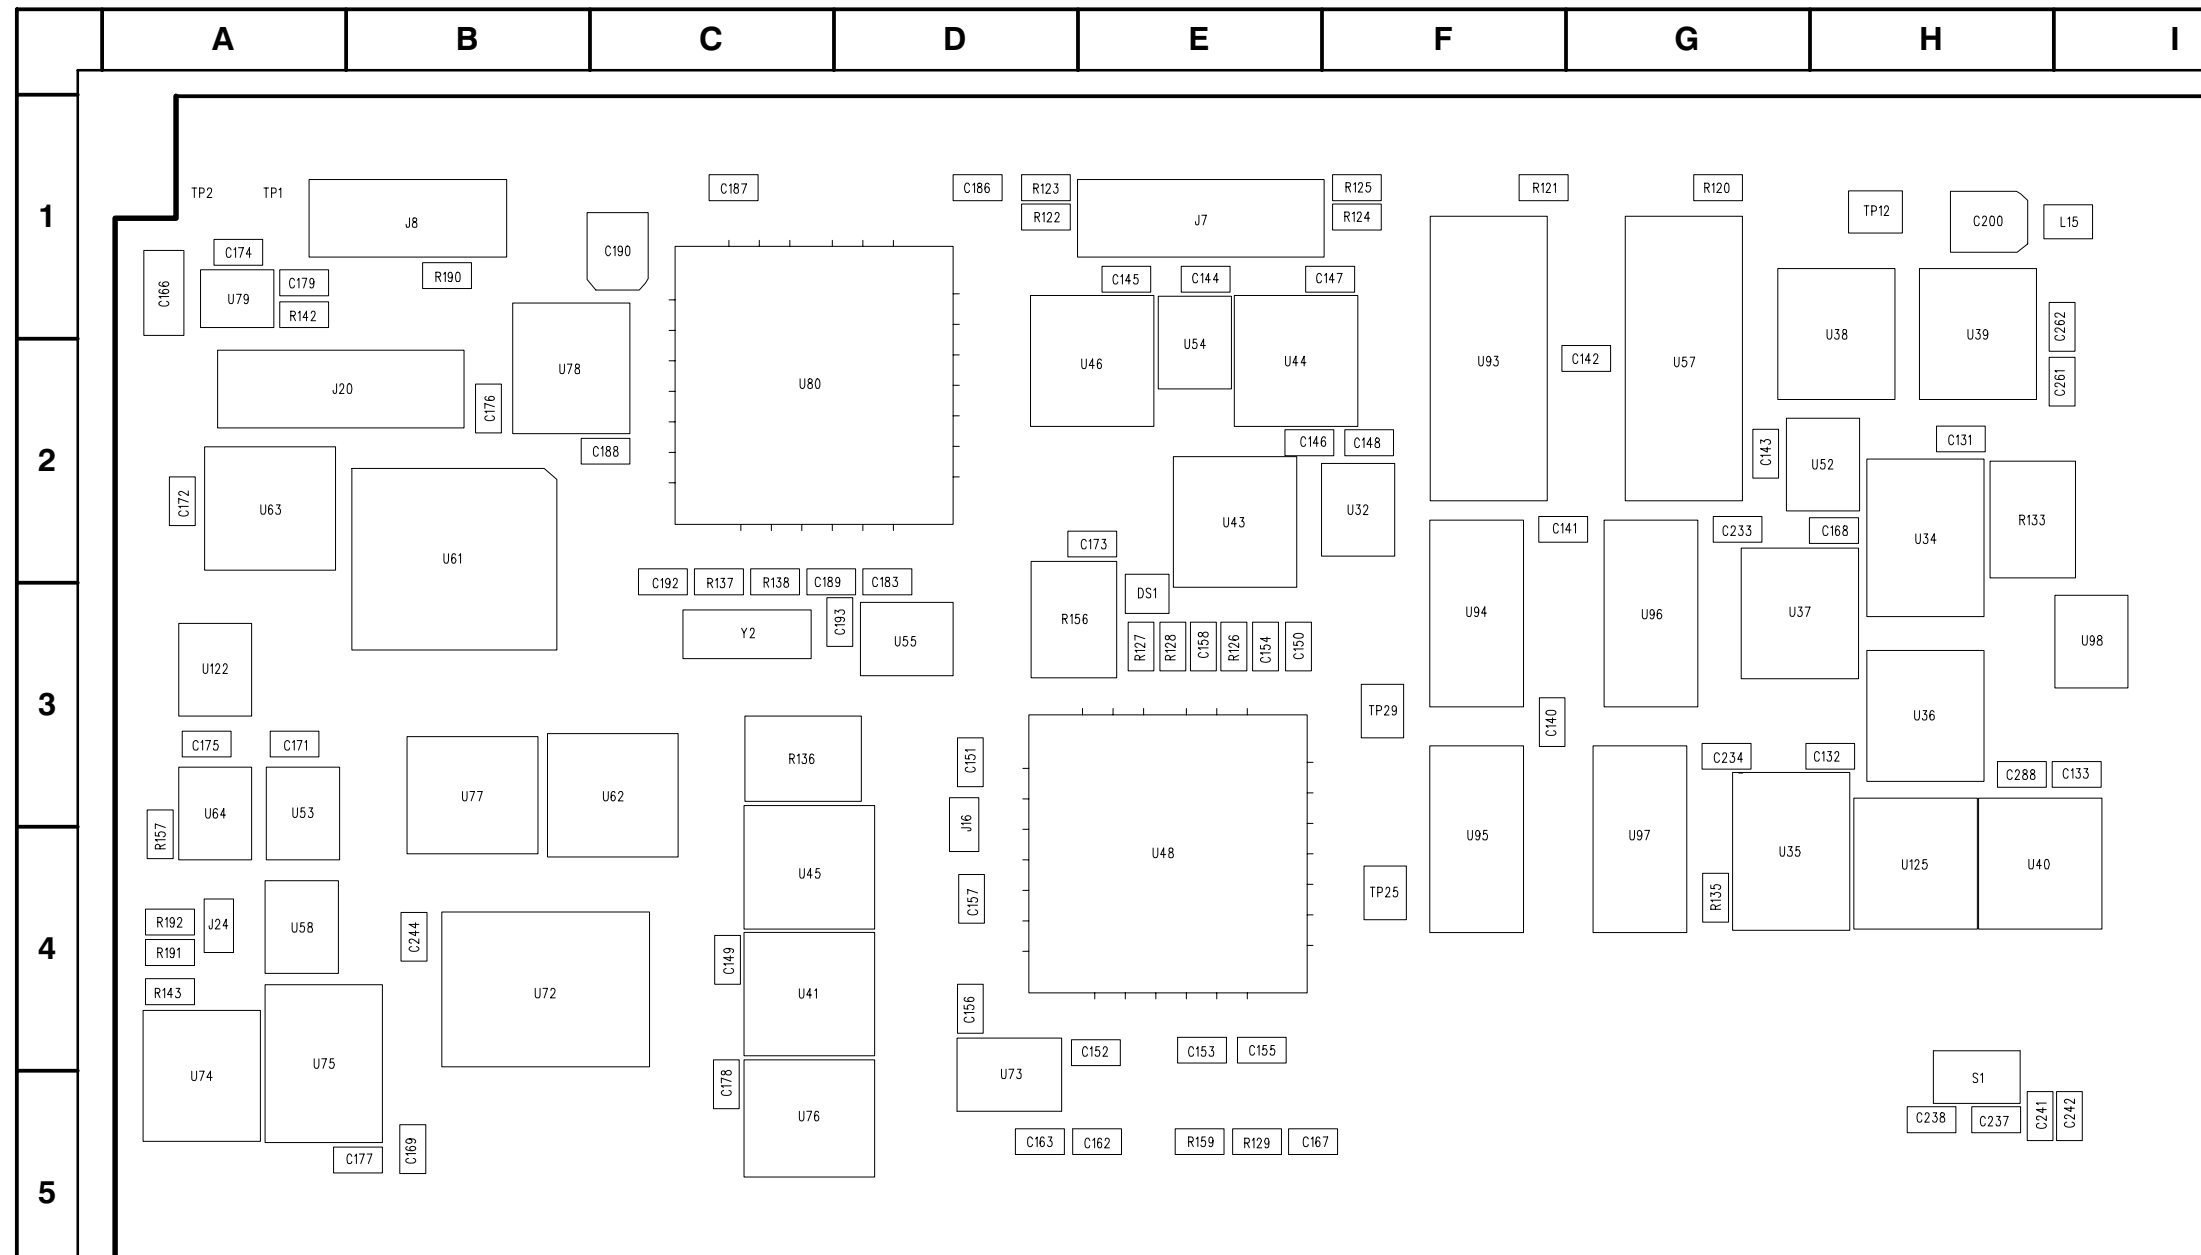 A B C D E F G H I
1
TP2 TP1 J8 C187 C186 R123 J7 R125 R121 R120 TP12 C200 L15
R122 R124
C174 C190
C166 U79 C179 R190 C145 C144 C147
R142
U38 U39 C262
U54
J20 U78 U80 U46 U44 U93 C142 U57 C261
C176
2
C188 C146 C148 C143 C131
U52
C172 U63 U43 U32 R133
C141 C233 C168 U34
U61 C173
C192 R137 R138 C189 C183 DS1
Y2 C193 U55 R156 U94 U96 U37
U122 R127 R128 C158 R126 C154 C150 U98
3
TP29 C140 U36
C175 C171 R136 C151 C234 C132
C288 C133
U64 U53 U77 U62 J16
R157 U48 U95 U97 U35
U45 U125 U40
C157 TP25 R135
R192 J24 U58 C244
4
R191 C149
R143 U72 U41 C156
C152 C153 C155
U74 U75 C178 U73 S1
U76 C238 C237 C241 C242
C163 C162 R159 R129 C167
C177 C169
5